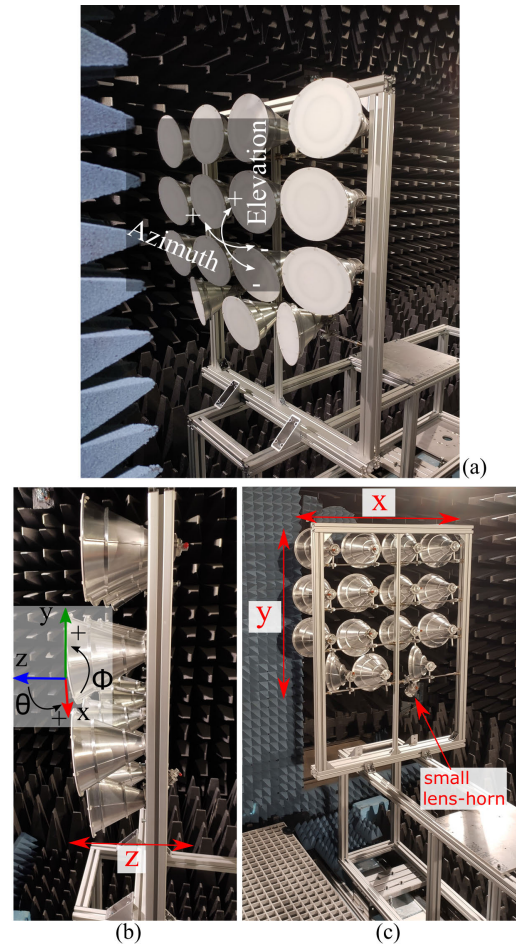 Elevation
+
+
Azimuth
-
-
(a)
y
+
z
Φ
θ
+
x
z
(b)
x
y
small
lens-horn
(c)